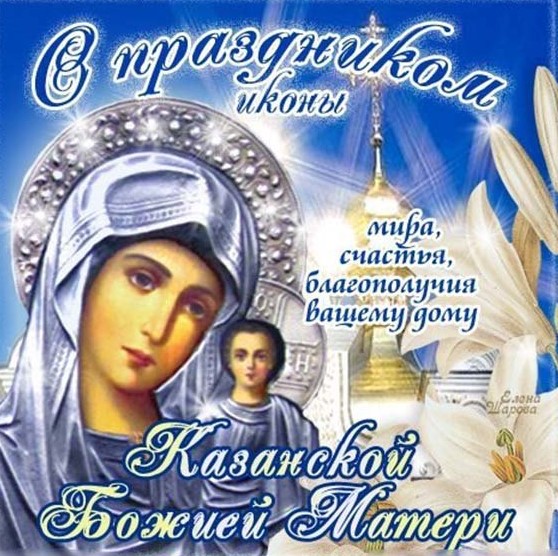 С праздником
иконы
мира,
счастья,
благополучия
вашему дому
Елена
Шарова
Казанской
Божией Матери